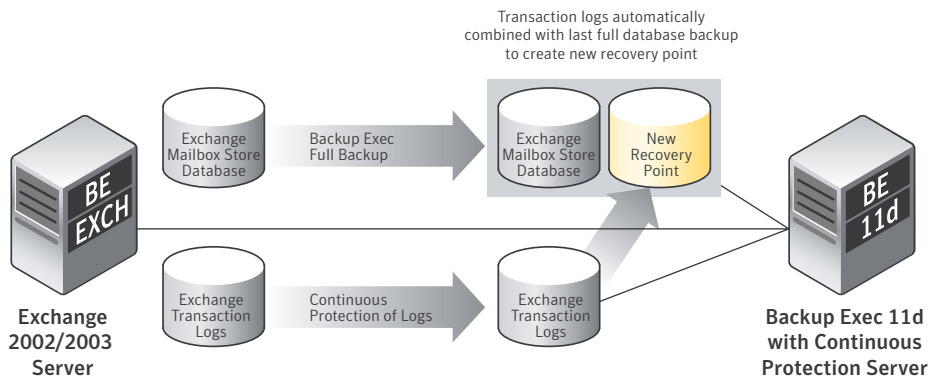 Transaction logs automatically
combined with last full database backup
to create new recovery point
Exchange
Mailbox Store
Database
Backup Exec
Full Backup
Exchange
Mailbox Store
Database
New
Recovery
Point
BE
EXCH
BE
11d
Exchange
Transaction
Logs
Continuous
Protection of Logs
Exchange
Transaction
Logs
Exchange
2002/2003
Server
Backup Exec 11d
with Continuous
Protection Server